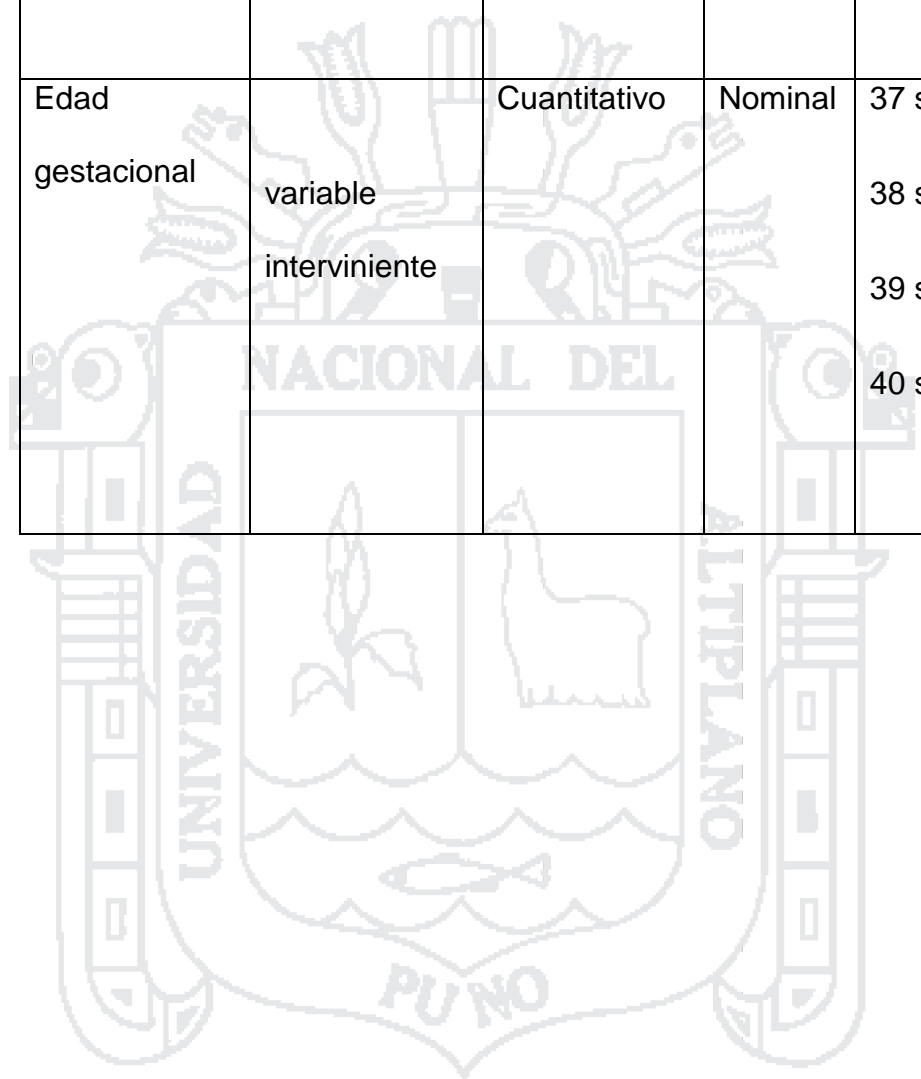 Edad
gestacional
variable
interviniente
Cuantitativo
Nominal
37 s
38 s
39 s
40 s
NACIONAL DEL
UNIVERSIDAD
ALTIPLANO
PUNO